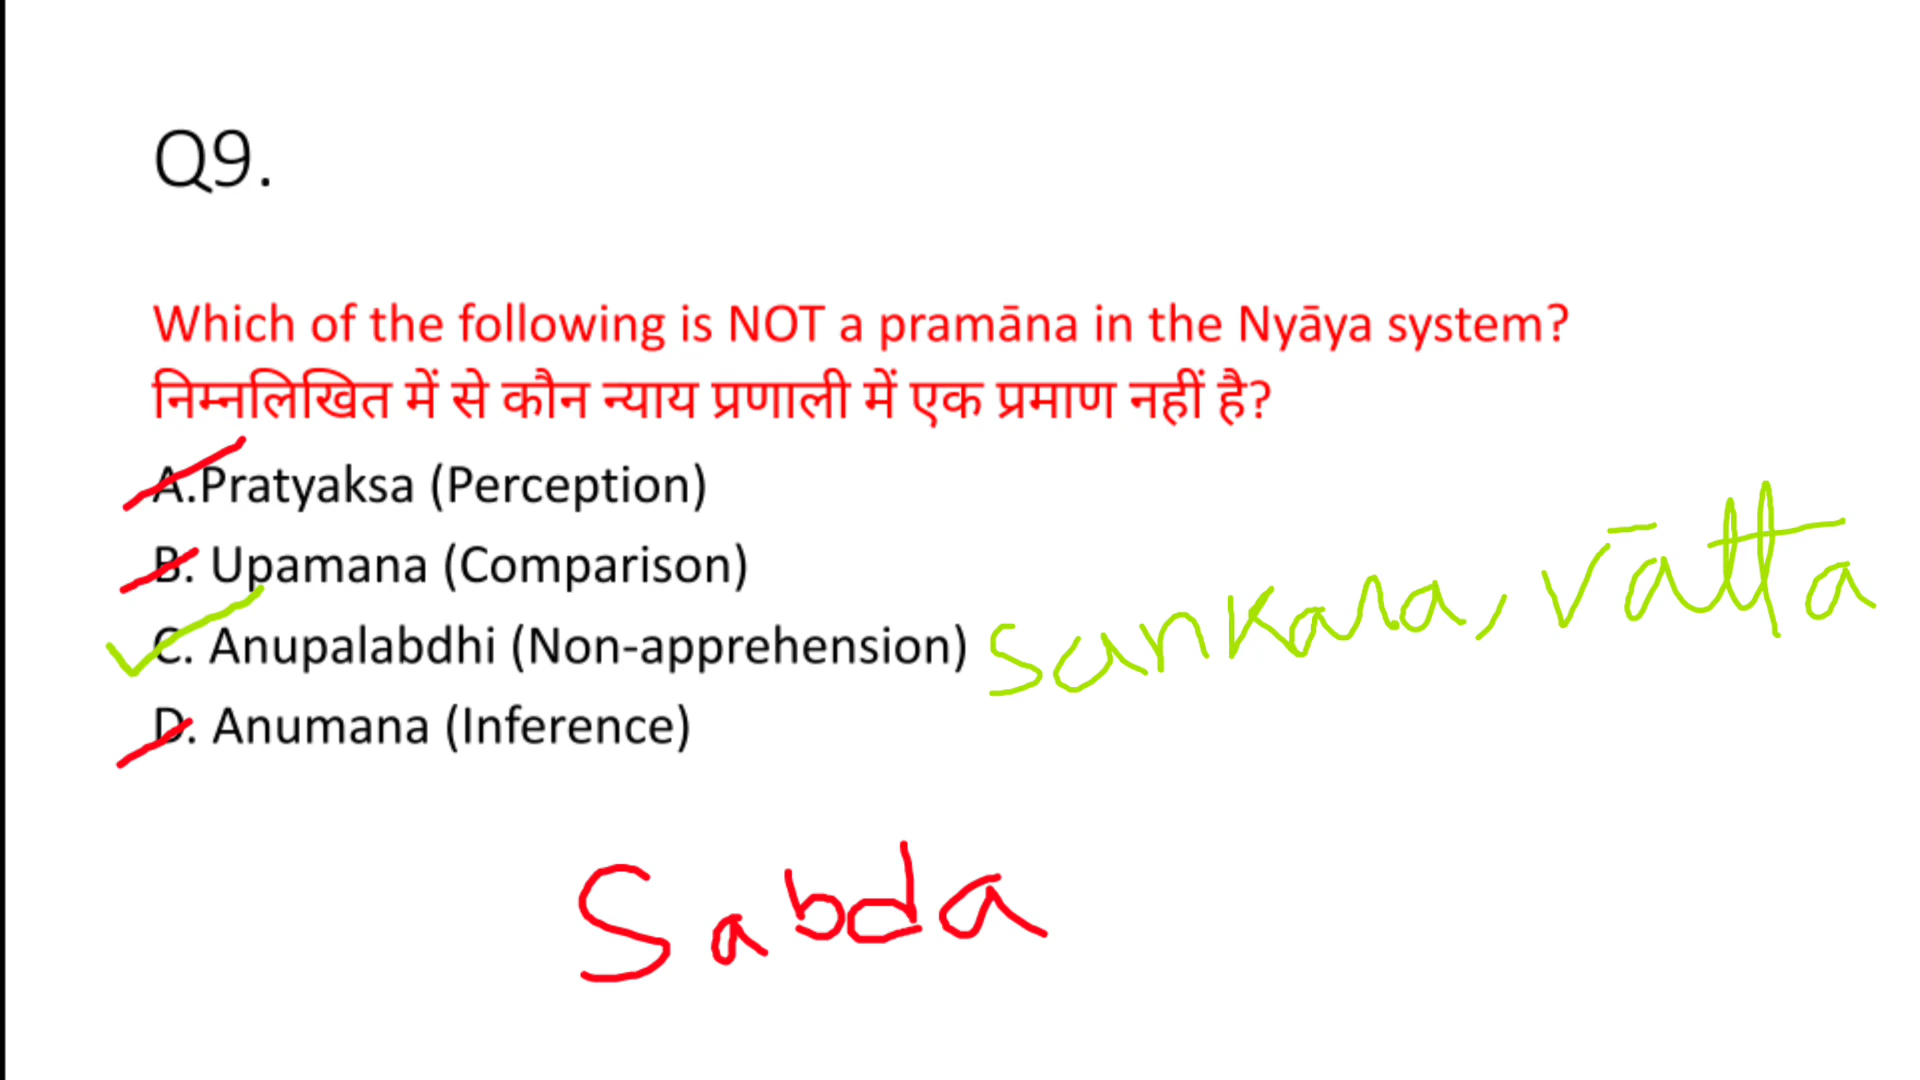 Q9.
Which of the following is NOT a pramāna in the Nyāya system?
निम्नलिखित में से कौन न्याय प्रणाली में एक प्रमाण नहीं है?
A.Pratyaksa (Perception)
B. Upamana (Comparison)
C. Anupalabdhi (Non-apprehension) Sankara, vātta
D. Anumana (Inference)
Sabda